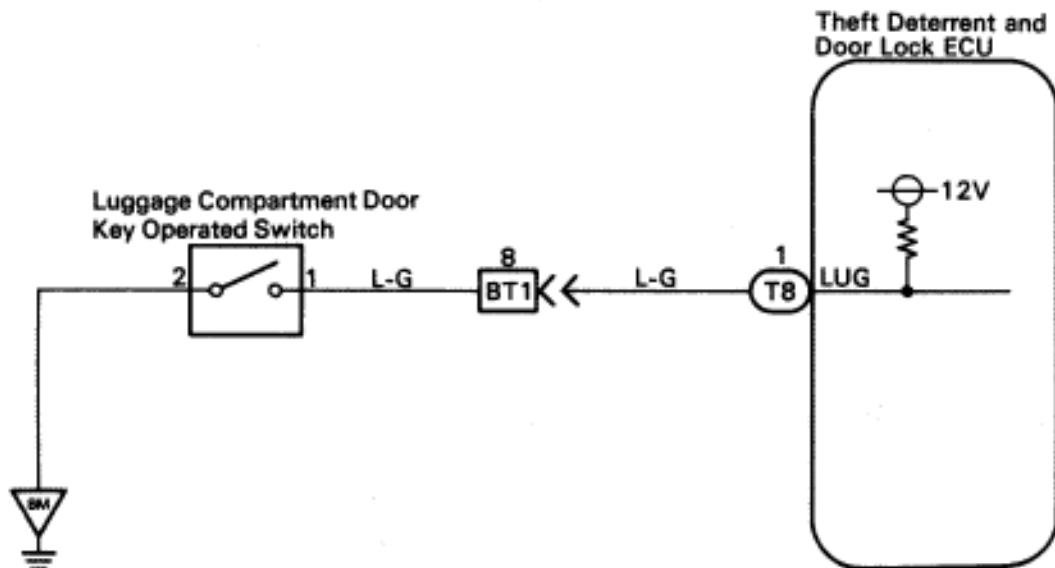 Theft Deterrent and
Door Lock ECU
12V
Luggage Compartment Door
Key Operated Switch
2
1
L-G
8
BT1
L-G
1
T8
LUG
BM